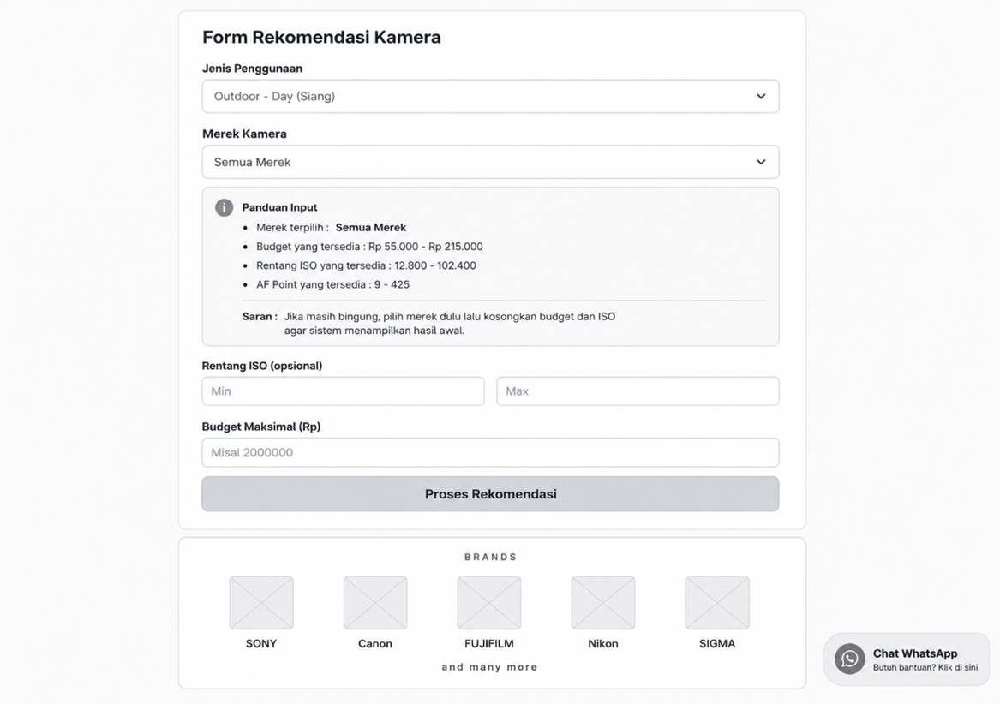 Form Rekomendasi Kamera
Jenis Penggunaan
Outdoor - Day (Siang)
Merek Kamera
Semua Merek
Panduan Input
• Merek terpilih : Semua Merek
• Budget yang tersedia : Rp 55.000 - Rp 215.000
• Rentang ISO yang tersedia : 12.800 - 102.400
• AF Point yang tersedia : 9 - 425
Saran : Jika masih bingung, pilih merek dulu lalu kosongkan budget dan ISO
agar sistem menampilkan hasil awal.
Rentang ISO (opsional)
Min Max
Budget Maksimal (Rp)
Misal 2000000
Proses Rekomendasi
BRANDS
SONY Canon FUJIFILM Nikon SIGMA
and many more
Chat WhatsApp
Butuh bantuan? Klik di sini